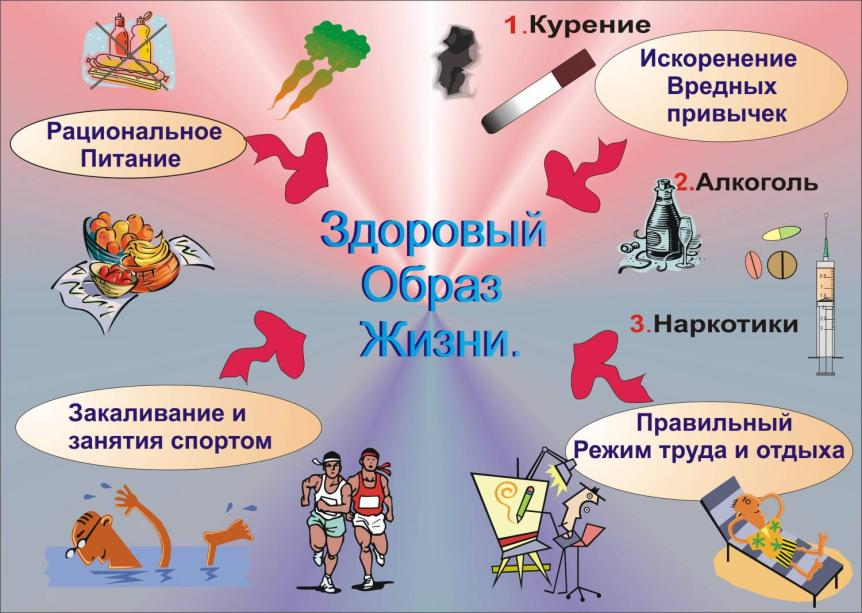 1.Курение
Искоренение
Вредных
привычек
Рациональное
Питание
2.Алкоголь
Здоровый
Образ
Жизни.
3.Наркотики
Закаливание и
занятия спортом
Правильный
Режим труда и отдыха